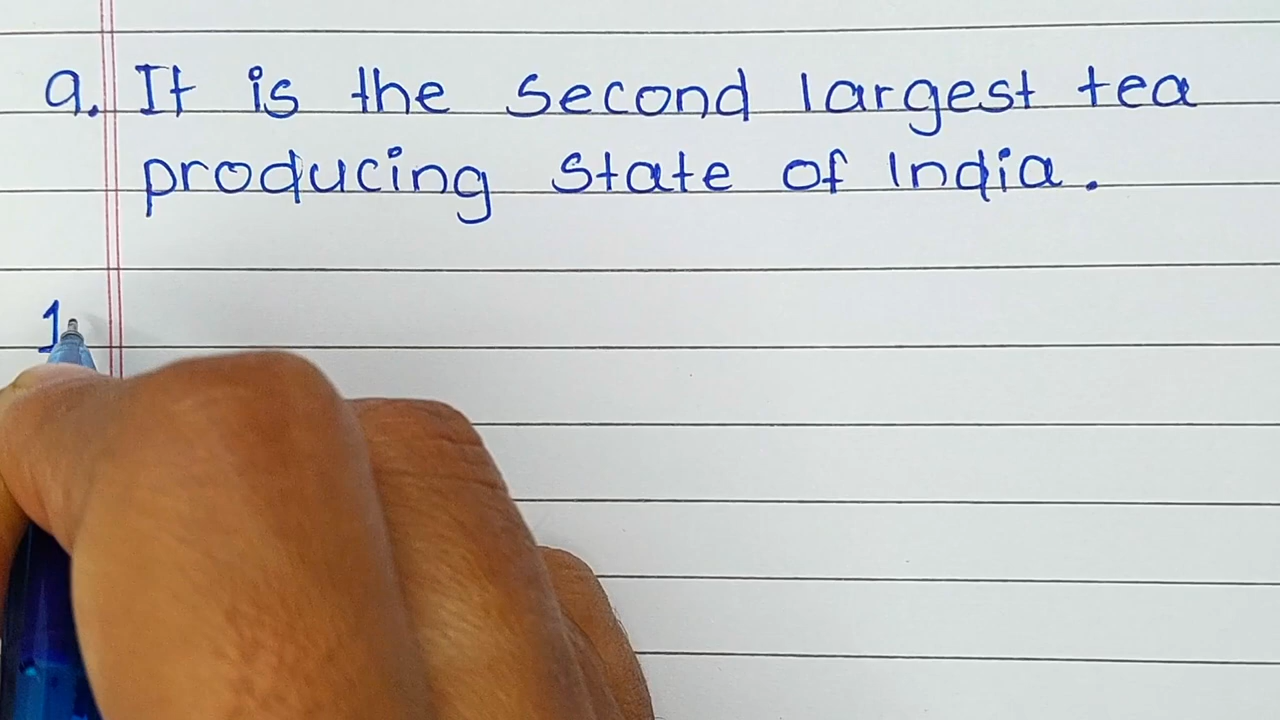 9. It is the second largest tea
producing state of India.
1